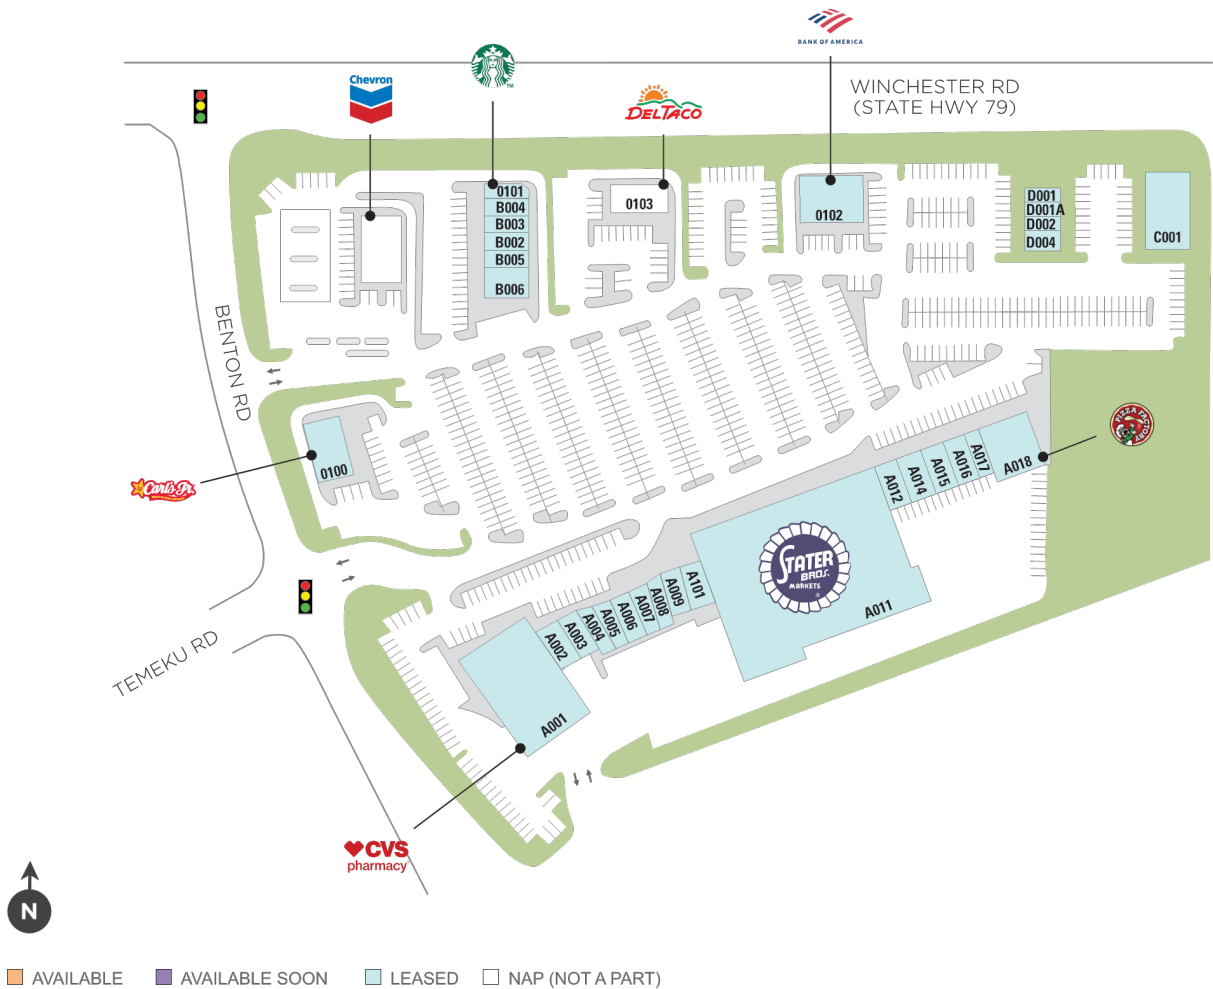 BANK OF AMERICA
Chevron
TM
DEL TACO
WINCHESTER RD
(STATE HWY 79)
0101
B004
B003
B002
B005
B006
0103
0102
D001
D001A
D002
D004
C001
BENTON RD
PIZZA FACTORY
0100
Carl's Jr.
A012
A014
A015
A016
A017
A018
STATER
BROS.
MARKETS
®
A011
A101
A009
A008
A007
A006
A005
A004
A003
A002
A001
TEMEKU RD
CVS
pharmacy
N
AVAILABLE
AVAILABLE SOON
LEASED
NAP (NOT A PART)